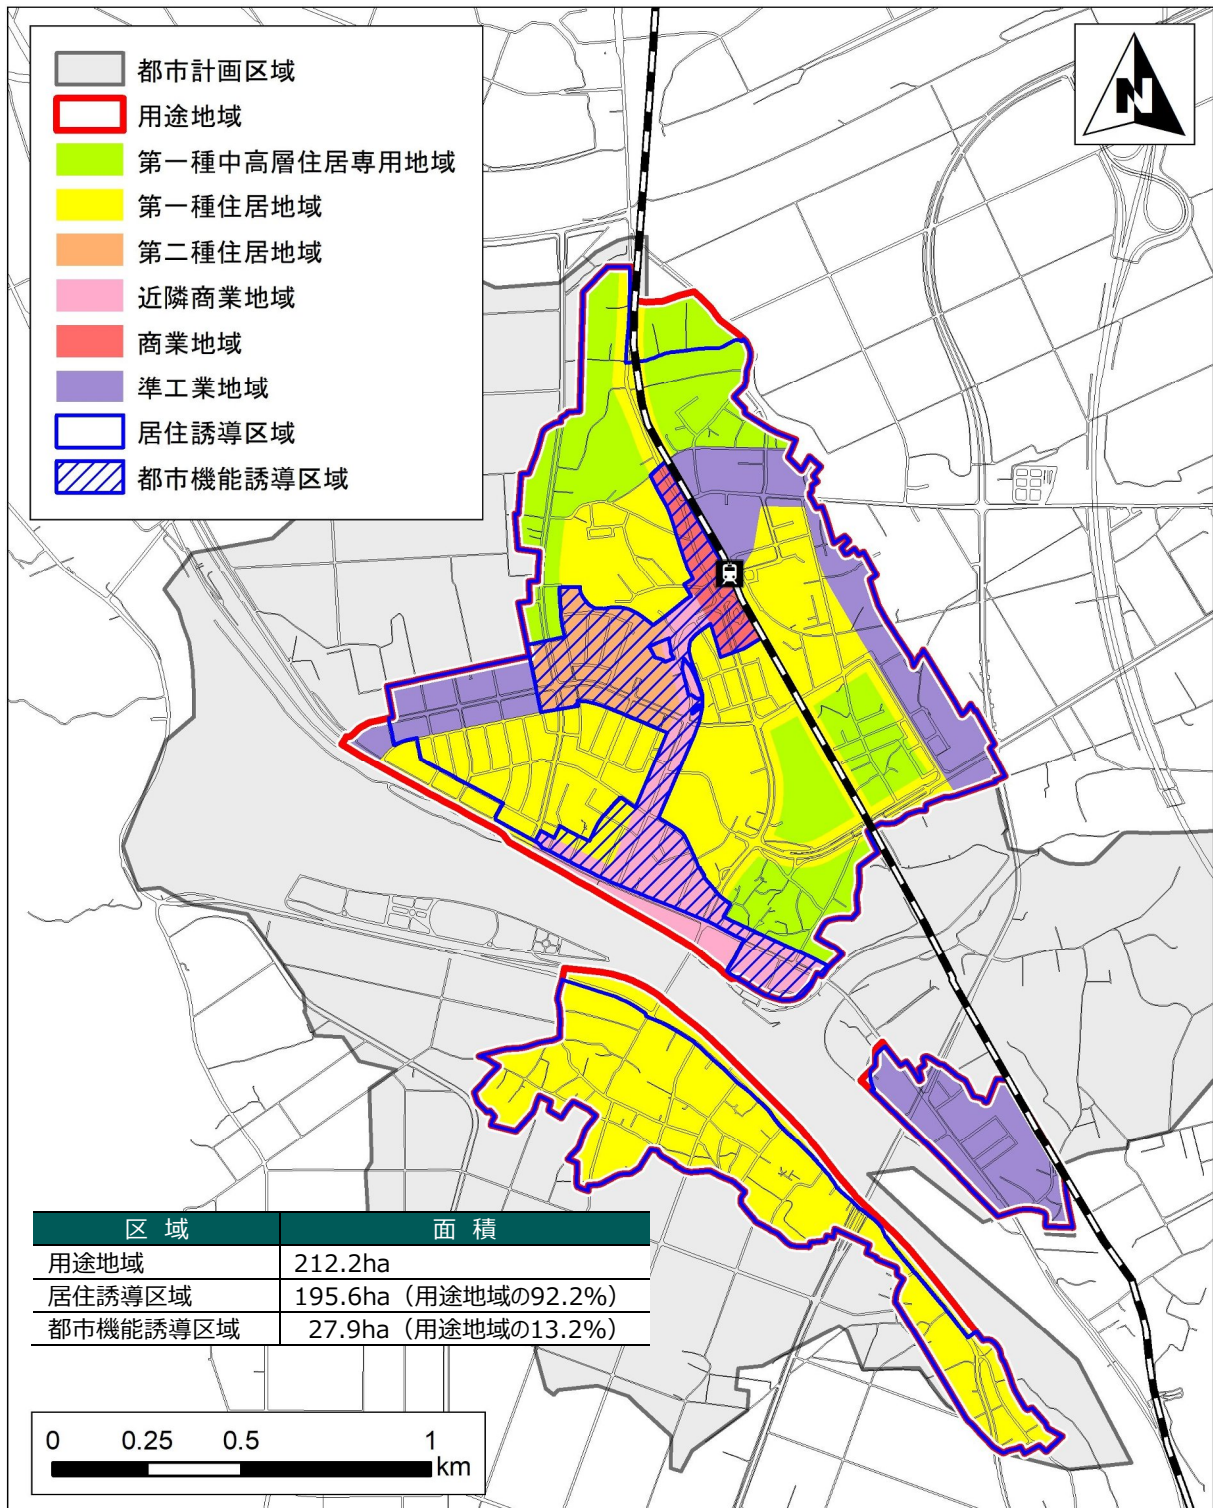 都市計画区域
用途地域
第一種中高層住居専用地域
第一種住居地域
第二種住居地域
近隣商業地域
商業地域
準工業地域
居住誘導区域
都市機能誘導区域
N
区域 面積
用途地域 212.2ha
居住誘導区域 195.6ha（用途地域の92.2%）
都市機能誘導区域 27.9ha（用途地域の13.2%）
0 0.25 0.5 1
km